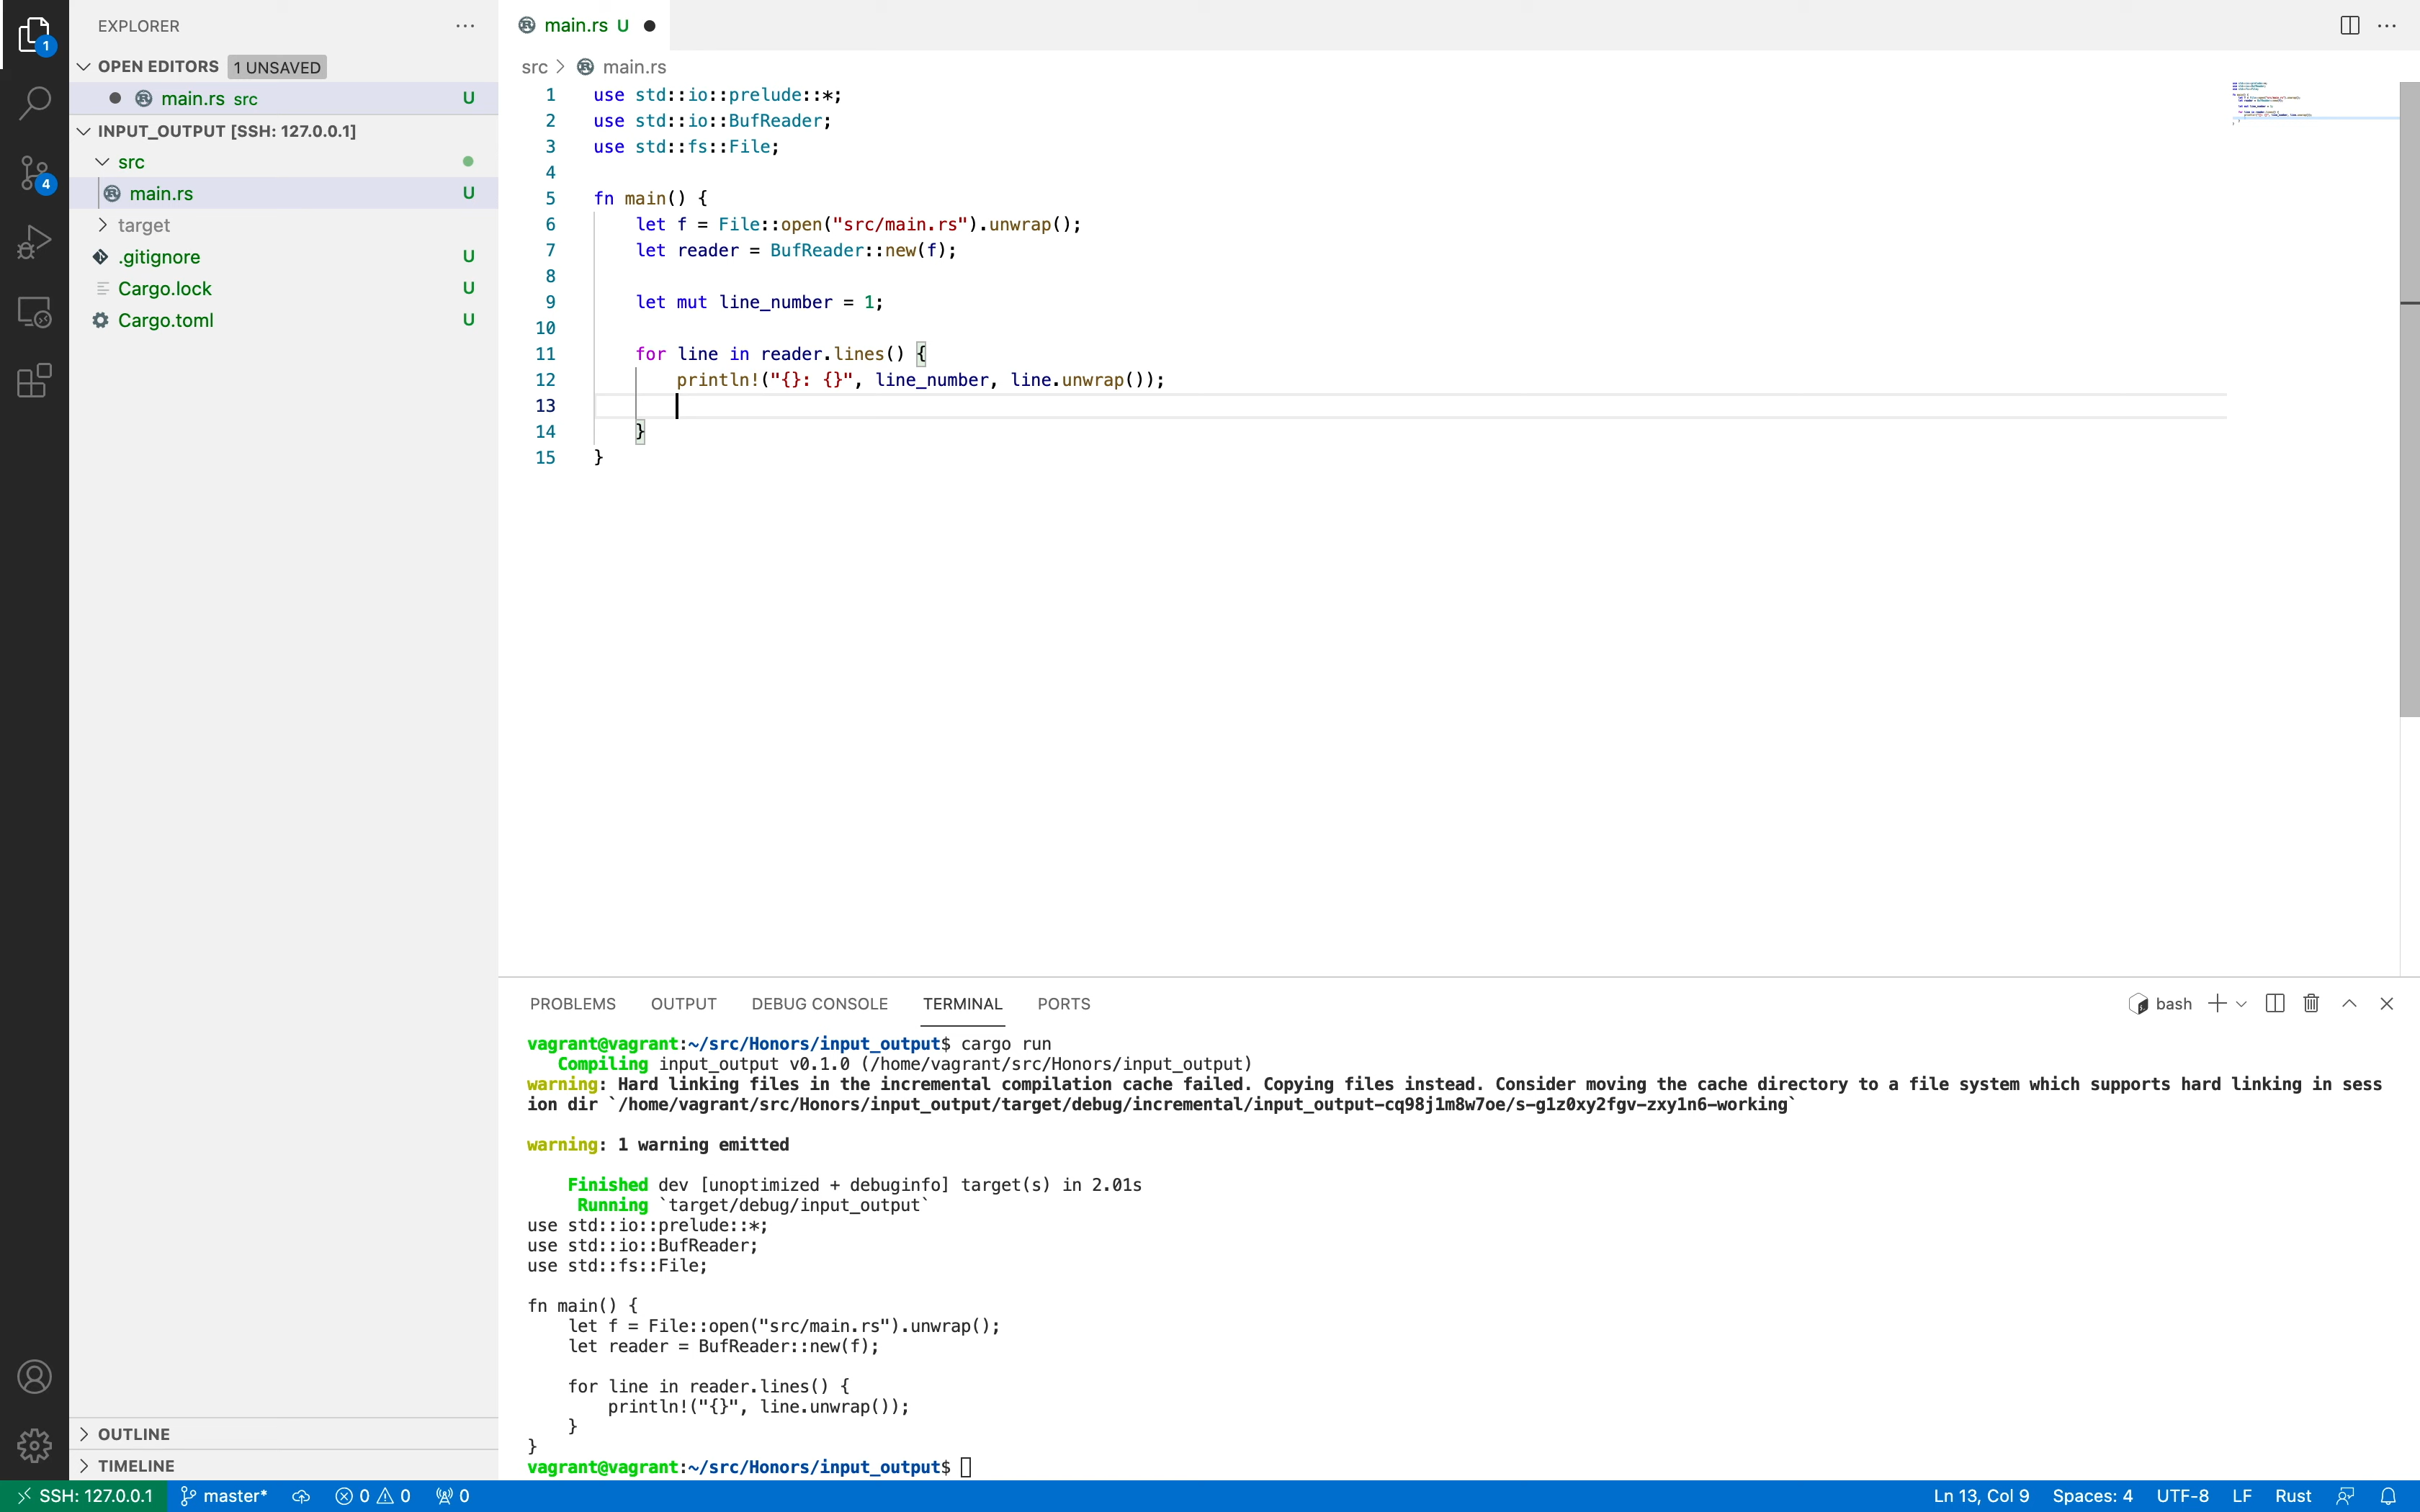 EXPLORER
1
OPEN EDITORS 1 UNSAVED
main.rs src U
INPUT_OUTPUT [SSH: 127.0.0.1]
src
4
main.rs U
target
.gitignore U
Cargo.lock U
Cargo.toml U
OUTLINE
TIMELINE
main.rs U
src > main.rs
1 use std::io::prelude::*;
2 use std::io::BufReader;
3 use std::fs::File;
4
5 fn main() {
6     let f = File::open("src/main.rs").unwrap();
7     let reader = BufReader::new(f);
8
9     let mut line_number = 1;
10
11     for line in reader.lines() {
12         println!("{}: {}", line_number, line.unwrap());
13
14     }
15 }
PROBLEMS OUTPUT DEBUG CONSOLE TERMINAL PORTS
bash
vagrant@vagrant:~/src/Honors/input_output$ cargo run
   Compiling input_output v0.1.0 (/home/vagrant/src/Honors/input_output)
warning: Hard linking files in the incremental compilation cache failed. Copying files instead. Consider moving the cache directory to a file system which supports hard linking in sess
ion dir `/home/vagrant/src/Honors/input_output/target/debug/incremental/input_output-cq98j1m8w7oe/s-g1z0xy2fgv-zxy1n6-working`
warning: 1 warning emitted
    Finished dev [unoptimized + debuginfo] target(s) in 2.01s
     Running `target/debug/input_output`
use std::io::prelude::*;
use std::io::BufReader;
use std::fs::File;
fn main() {
    let f = File::open("src/main.rs").unwrap();
    let reader = BufReader::new(f);
    for line in reader.lines() {
        println!("{}", line.unwrap());
    }
}
vagrant@vagrant:~/src/Honors/input_output$
SSH: 127.0.0.1 master* 0 0 0 Ln 13, Col 9 Spaces: 4 UTF-8 LF Rust